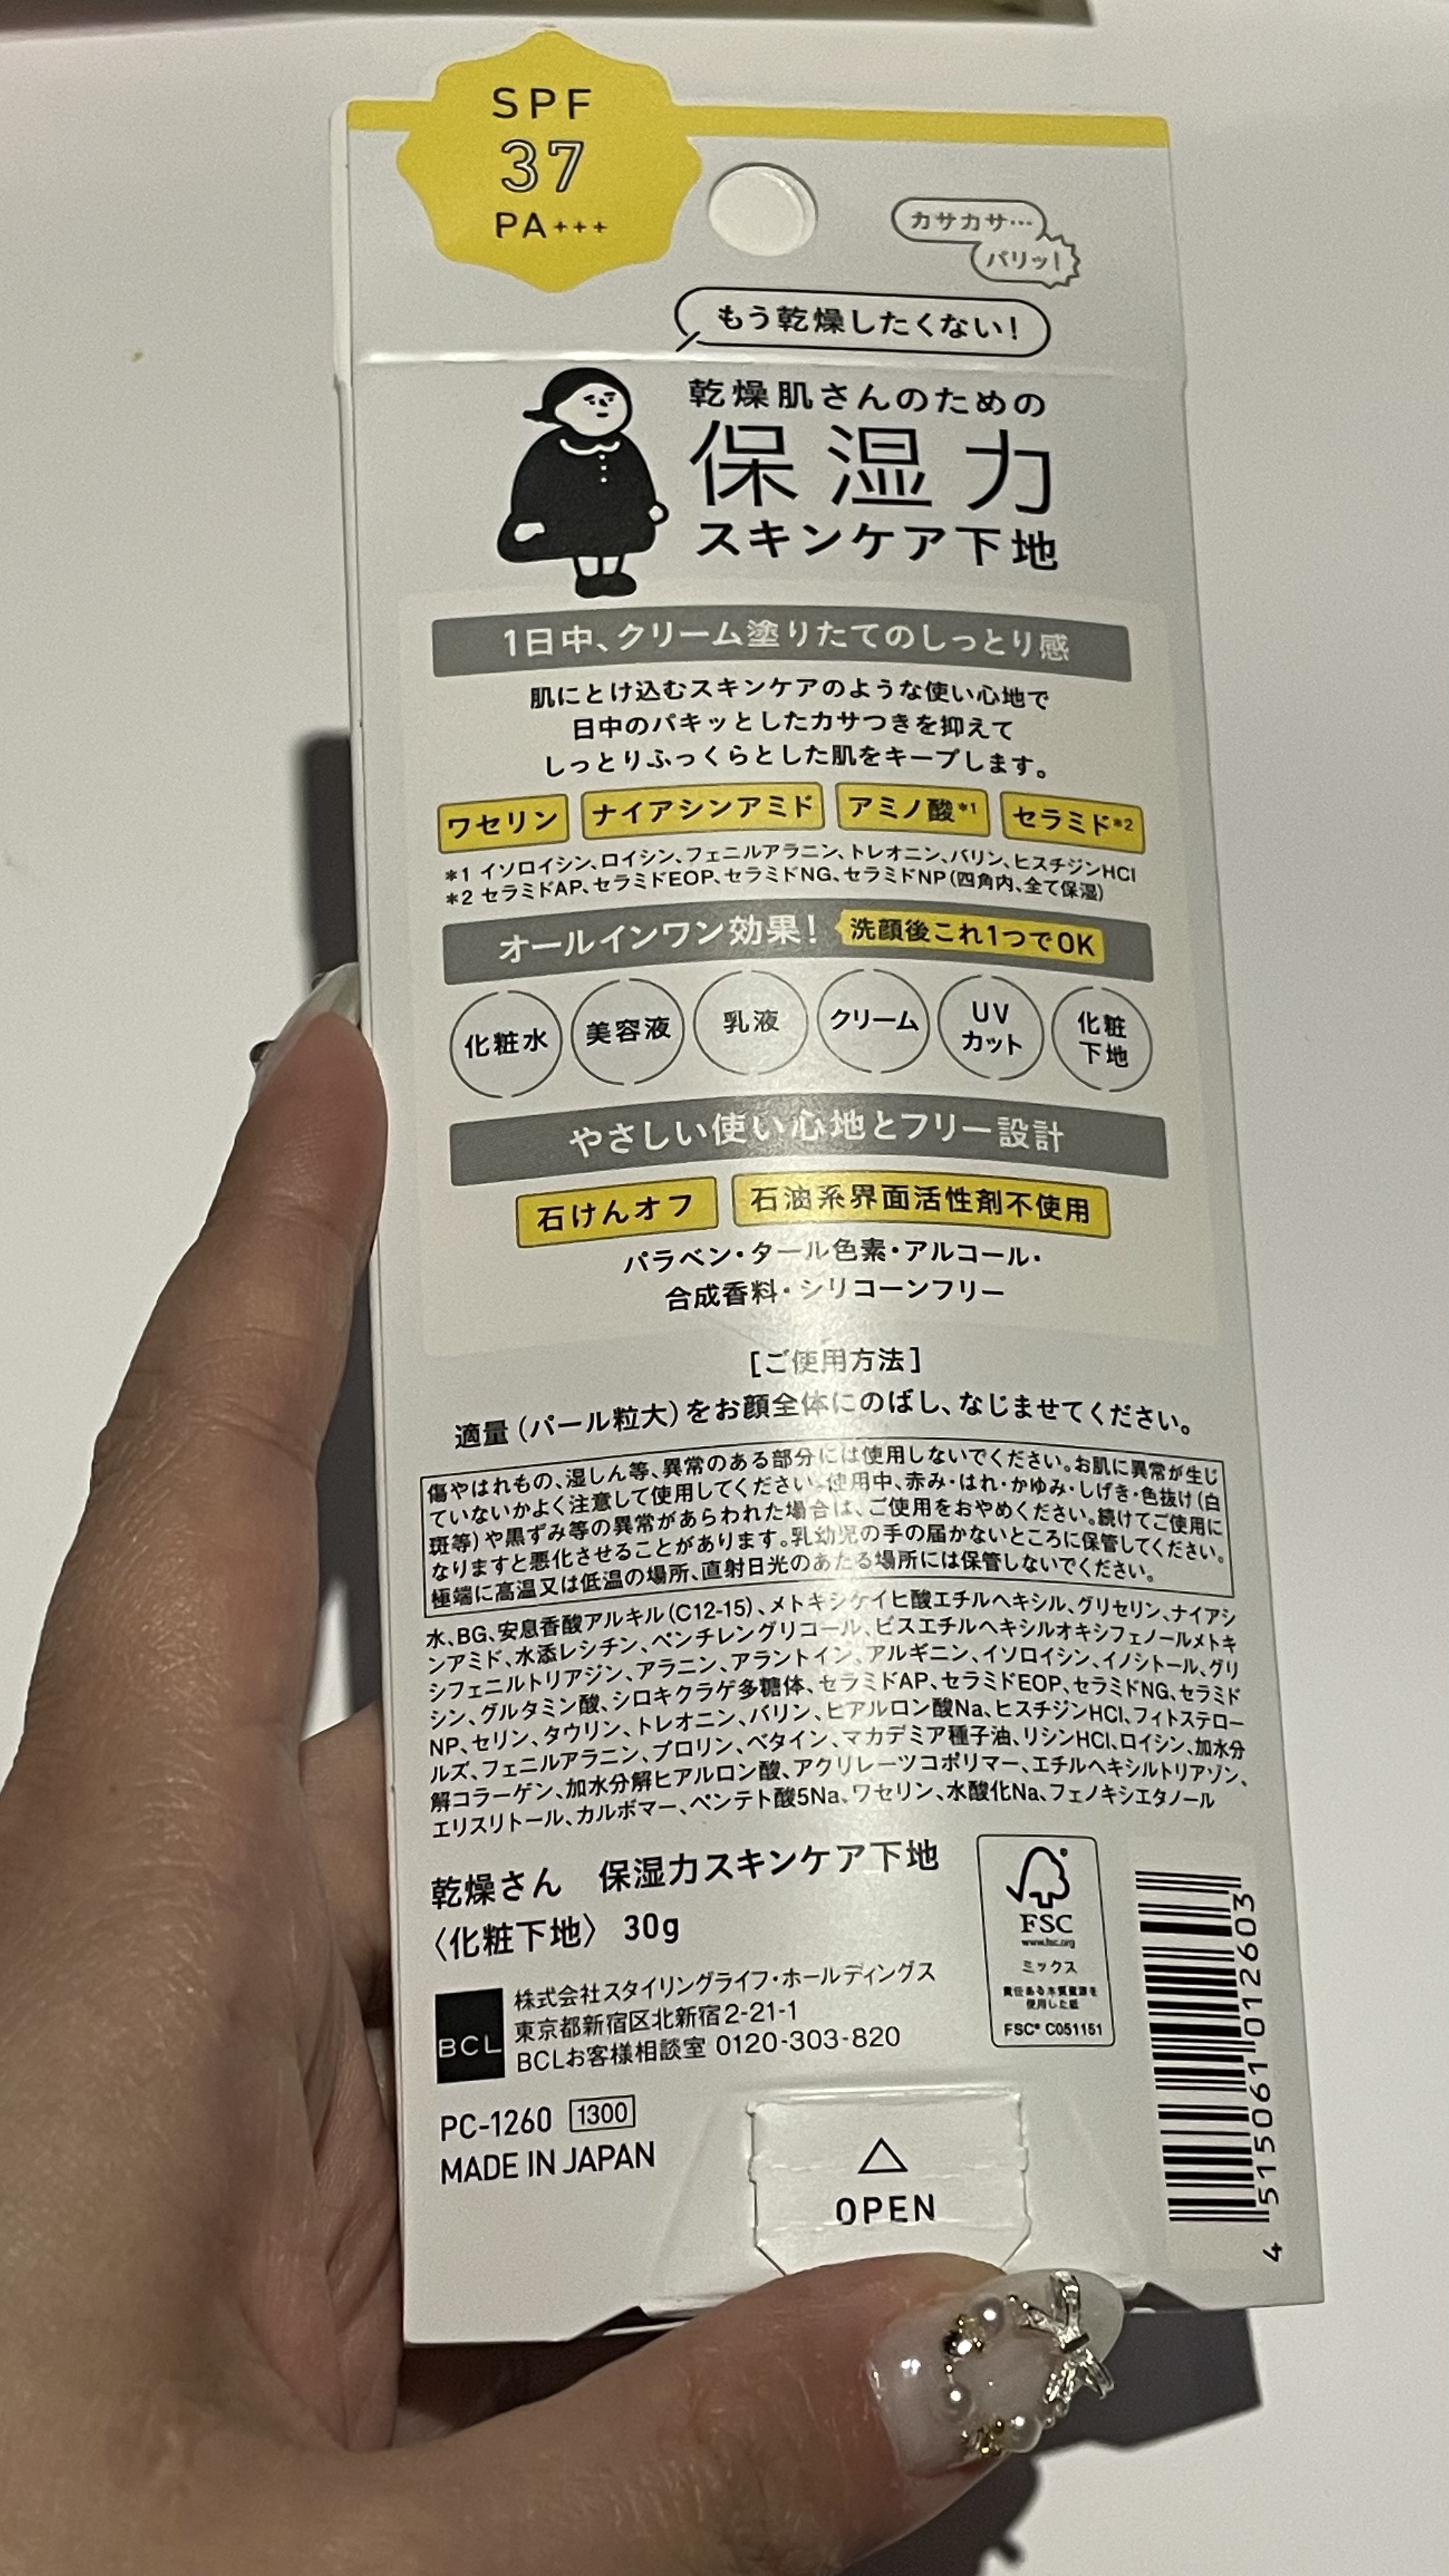 SPF
37
PA+++
カサカサ…
パリッ!
もう乾燥したくない!
乾燥肌さんのための
保湿力
スキンケア下地
1日中、クリーム塗りたてのしっとり感
肌にとけ込むスキンケアのような使い心地で
日中のパキッとしたカサつきを抑えて
しっとりふっくらとした肌をキープします。
ワセリン ナイアシンアミド アミノ酸*1 セラミド*2
*1 イソロイシン、ロイシン、フェニルアラニン、トレオニン、バリン、ヒスチジンHCl
*2 セラミドAP、セラミドEOP、セラミドNG、セラミドNP(四角内、全て保湿)
オールインワン効果! 洗顔後これ1つでOK
化粧水 美容液 乳液 クリーム UVカット 化粧下地
やさしい使い心地とフリー設計
石けんオフ 石油系界面活性剤不使用
パラベン・タール色素・アルコール・
合成香料・シリコーンフリー
[ご使用方法]
適量(パール粒大)をお顔全体にのばし、なじませてください。
傷やはれもの、湿しん等、異常のある部分には使用しないでください。お肌に異常が生じ
ていないかよく注意して使用してください。使用中、赤み・はれ・かゆみ・しげき・色抜け(白
斑等)や黒ずみ等の異常があらわれた場合は、ご使用をおやめください。続けてご使用に
なりますと悪化させることがあります。乳幼児の手の届かないところに保管してください。
極端に高温又は低温の場所、直射日光のあたる場所には保管しないでください。
水、BG、安息香酸アルキル(C12-15)、メトキシケイヒ酸エチルヘキシル、グリセリン、ナイアシ
ンアミド、水添レシチン、ペンチレングリコール、ビスエチルヘキシルオキシフェノールメトキ
シフェニルトリアジン、アラニン、アラントイン、アルギニン、イソロイシン、イノシトール、グリ
シン、グルタミン酸、シロキクラゲ多糖体、セラミドAP、セラミドEOP、セラミドNG、セラミド
NP、セリン、タウリン、トレオニン、バリン、ヒアルロン酸Na、ヒスチジンHCl、フィトステロー
ルズ、フェニルアラニン、プロリン、ベタイン、マカデミア種子油、リシンHCl、ロイシン、加水分
解コラーゲン、加水分解ヒアルロン酸、アクリレーツコポリマー、エチルヘキシルトリアゾン、
エリスリトール、カルボマー、ペンテト酸5Na、ワセリン、水酸化Na、フェノキシエタノール
乾燥さん 保湿力スキンケア下地
〈化粧下地〉 30g
BCL
株式会社スタイリングライフ・ホールディングス
東京都新宿区北新宿2-21-1
BCLお客様相談室 0120-303-820
FSC
www.fsc.org
ミックス
責任ある木質資源を
使用した紙
FSC® C051151
PC-1260 1300
MADE IN JAPAN
OPEN
4 515061 012603